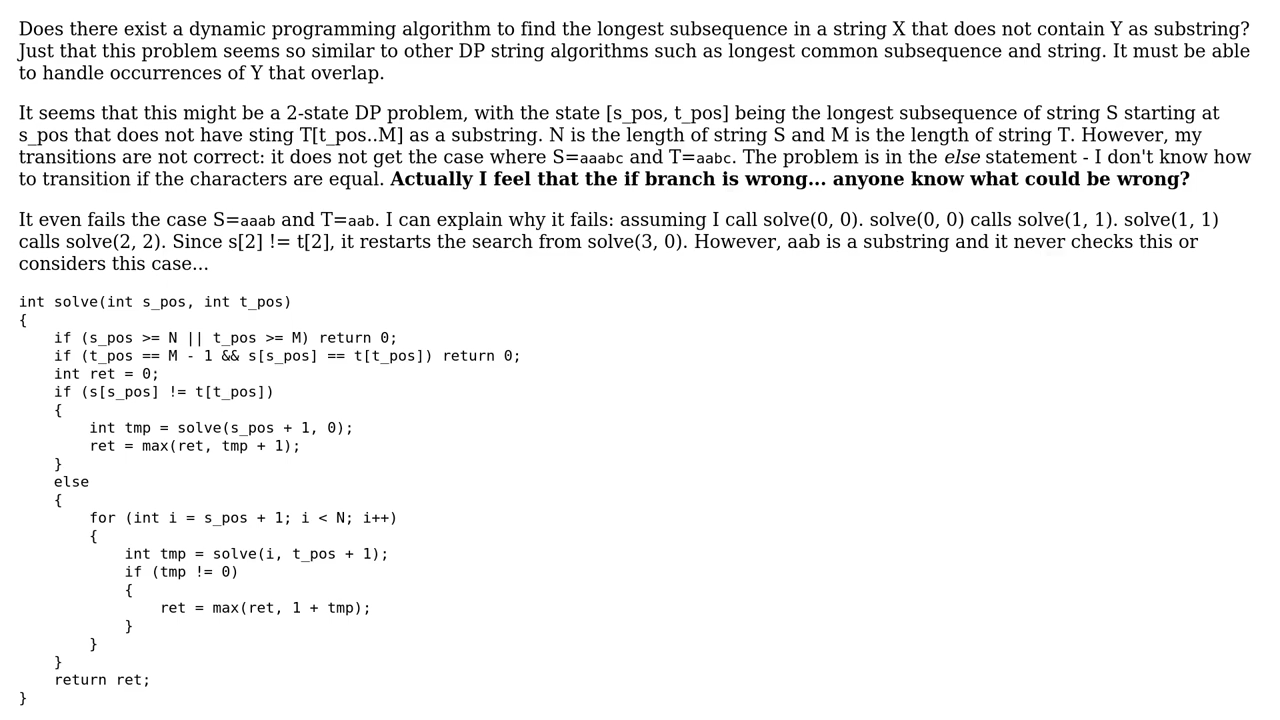 Does there exist a dynamic programming algorithm to find the longest subsequence in a string X that does not contain Y as substring?
Just that this problem seems so similar to other DP string algorithms such as longest common subsequence and string. It must be able
to handle occurrences of Y that overlap.
It seems that this might be a 2-state DP problem, with the state [s_pos, t_pos] being the longest subsequence of string S starting at
s_pos that does not have sting T[t_pos..M] as a substring. N is the length of string S and M is the length of string T. However, my
transitions are not correct: it does not get the case where S=aaabc and T=aabc. The problem is in the else statement - I don't know how
to transition if the characters are equal. Actually I feel that the if branch is wrong... anyone know what could be wrong?
It even fails the case S=aaab and T=aab. I can explain why it fails: assuming I call solve(0, 0). solve(0, 0) calls solve(1, 1). solve(1, 1)
calls solve(2, 2). Since s[2] != t[2], it restarts the search from solve(3, 0). However, aab is a substring and it never checks this or
considers this case...
int solve(int s_pos, int t_pos)
{
    if (s_pos >= N || t_pos >= M) return 0;
    if (t_pos == M - 1 && s[s_pos] == t[t_pos]) return 0;
    int ret = 0;
    if (s[s_pos] != t[t_pos])
    {
        int tmp = solve(s_pos + 1, 0);
        ret = max(ret, tmp + 1);
    }
    else
    {
        for (int i = s_pos + 1; i < N; i++)
        {
            int tmp = solve(i, t_pos + 1);
            if (tmp != 0)
            {
                ret = max(ret, 1 + tmp);
            }
        }
    }
    return ret;
}